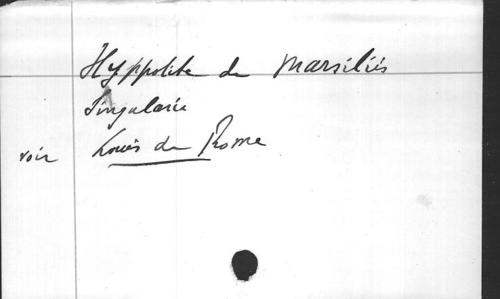 Hyppolite de Marsiliis
Singularia
voir Louis de Rome